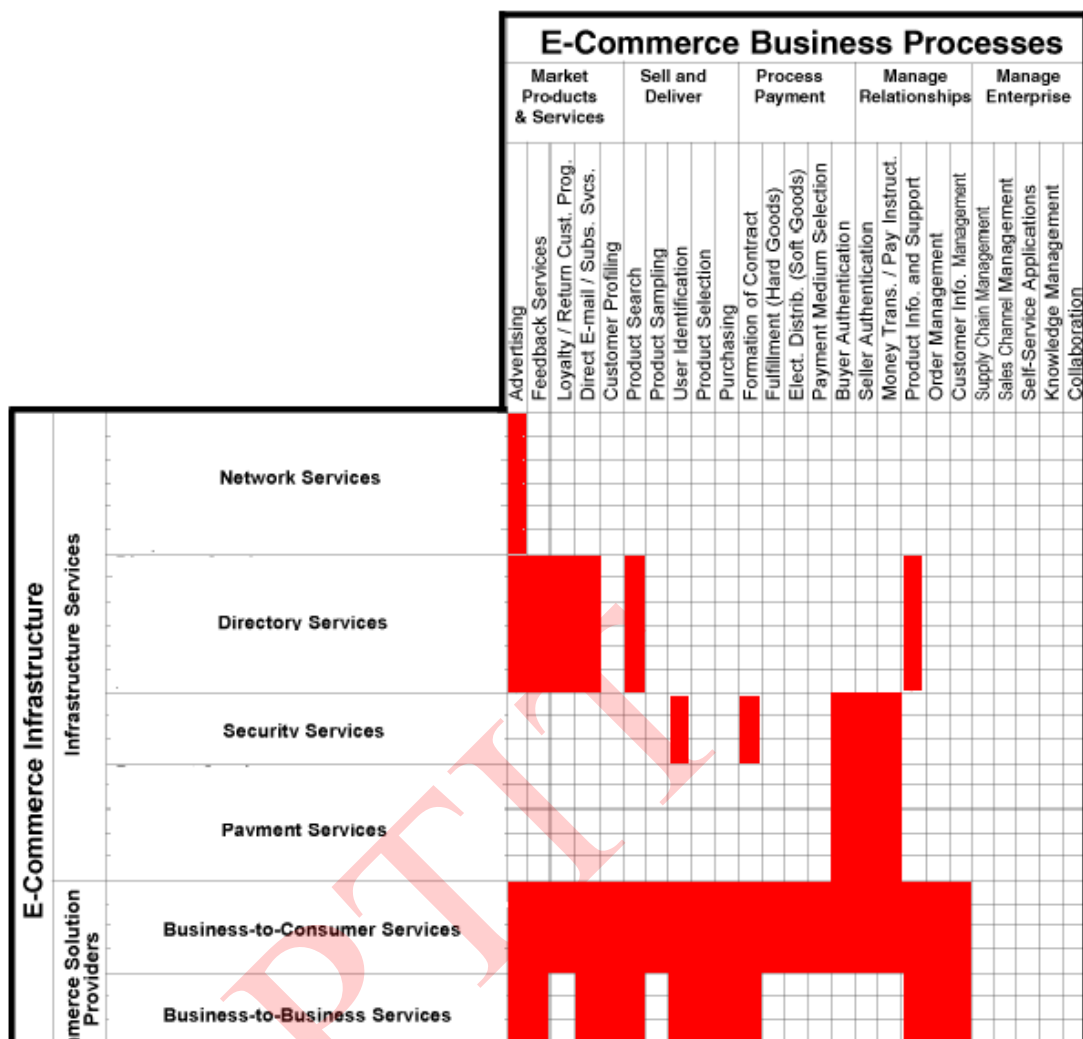 E-Commerce Business Processes
Market
Products
& Services
Sell and
Deliver
Process
Payment
Manage
Relationships
Manage
Enterprise
Advertising
Feedback Services
Loyalty / Return Cust. Prog.
Direct E-mail / Subs. Svcs.
Customer Profiling
Product Search
Product Sampling
User Identification
Product Selection
Purchasing
Formation of Contract
Fulfillment (Hard Goods)
Elect. Distrib. (Soft Goods)
Payment Medium Selection
Buyer Authentication
Seller Authentication
Money Trans. / Pay Instruct.
Product Info. and Support
Order Management
Customer Info. Management
Supply Chain Management
Sales Channel Management
Self-Service Applications
Knowledge Management
Collaboration
E-Commerce Infrastructure
Infrastructure Services
Network Services
Directory Services
Security Services
Payment Services
merce Solution
Providers
Business-to-Consumer Services
Business-to-Business Services
PTIT